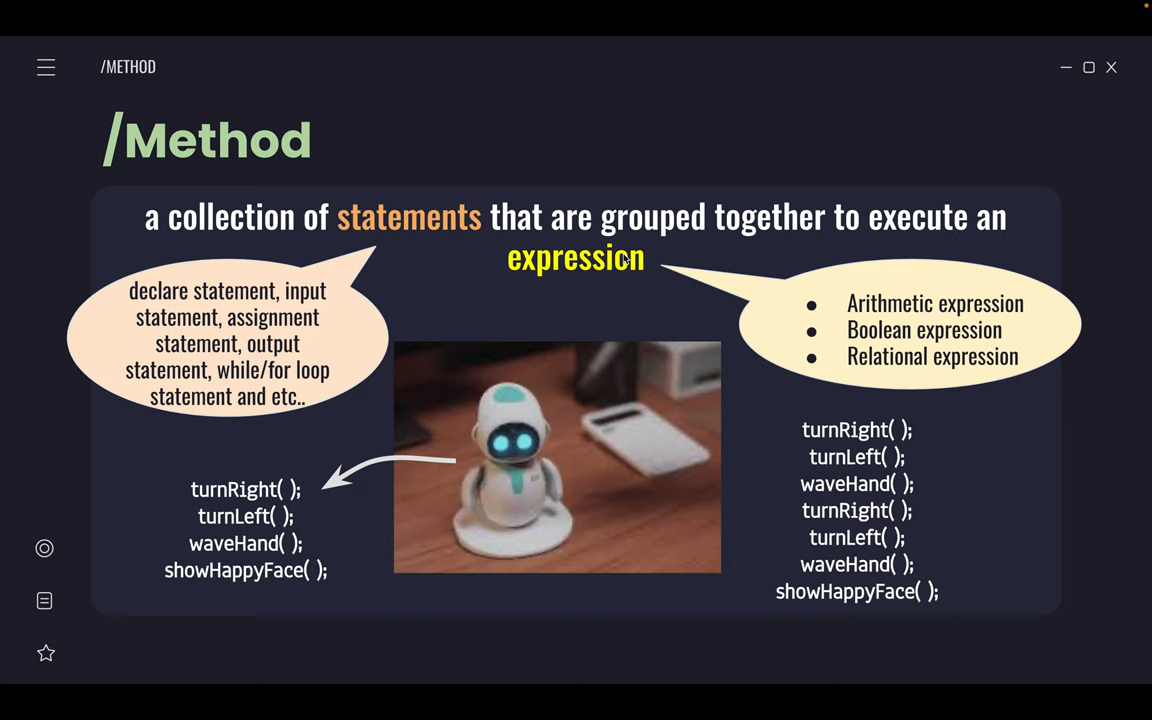 /METHOD
/Method
a collection of statements that are grouped together to execute an
expression
declare statement, input
statement, assignment
statement, output
statement, while/for loop
statement and etc..
● Arithmetic expression
● Boolean expression
● Relational expression
turnRight( );
turnLeft( );
waveHand( );
showHappyFace( );
turnRight( );
turnLeft( );
waveHand( );
turnRight( );
turnLeft( );
waveHand( );
showHappyFace( );